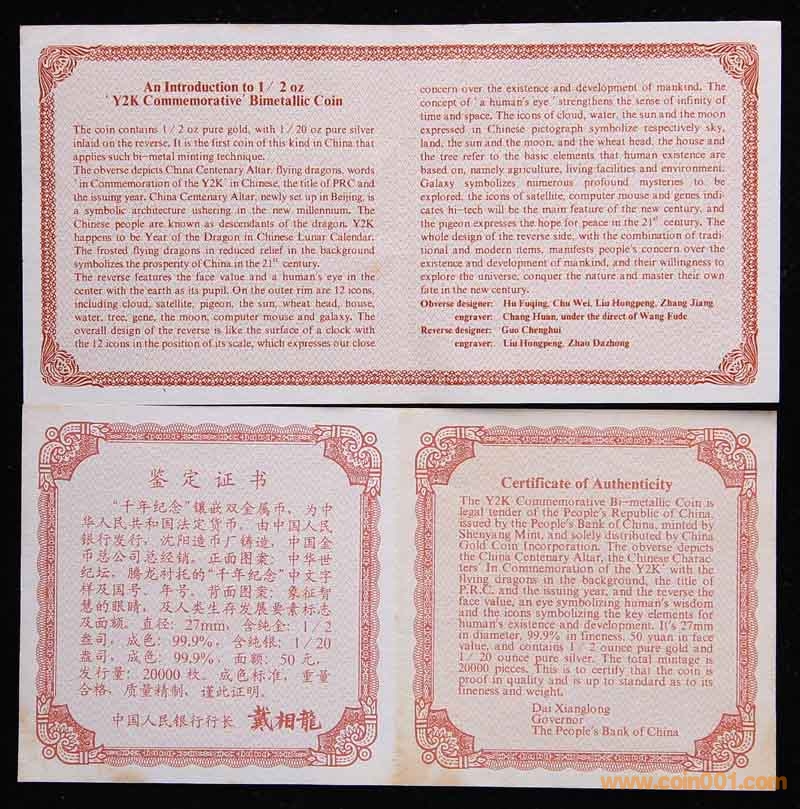 An Introduction to 1/2 oz
'Y2K Commemorative' Bimetallic Coin
The coin contains 1/2 oz pure gold, with 1/20 oz pure silver
inlaid on the reverse. It is the first coin of this kind in China that
applies such bi-metal minting technique.
The obverse depicts China Centenary Altar, flying dragons, words
'in Commemoration of the Y2K' in Chinese, the title of PRC and
the issuing year. China Centenary Altar, newly set up in Beijing, is
a symbolic architecture ushering in the new millennium. The
Chinese people are known as descendants of the dragon. Y2K
happens to be Year of the Dragon in Chinese Lunar Calendar.
The frosted flying dragons in reduced relief in the background
symbolizes the prosperity of China in the 21st century.
The reverse features the face value and a human's eye in the
center with the earth as its pupil. On the outer rim are 12 icons,
including cloud, satellite, pigeon, the sun, wheat head, house,
water, tree, gene, the moon, computer mouse and galaxy. The
overall design of the reverse is like the surface of a clock with
the 12 icons in the position of its scale, which expresses our close
concern over the existence and development of mankind. The
concept of 'a human's eye' strengthens the sense of infinity of
time and space. The icons of cloud, water, the sun and the moon
expressed in Chinese pictograph symbolize respectively sky,
land, the sun and the moon, and the wheat head, the house and
the tree refer to the basic elements that human existence are
based on, namely agriculture, living facilities and environment.
Galaxy symbolizes numerous profound mysteries to be
explored, the icons of satellite, computer mouse and genes indi-
cates hi-tech will be the main feature of the new century, and
the pigeon expresses the hope for peace in the 21st century. The
whole design of the reverse side, with the combination of tradi-
tional and modern items, manifests people's concern over the
existence and development of mankind, and their willingness to
explore the universe, conquer the nature and master their own
fate in the new century.
Obverse designer: Hu Fuqing, Chu Wei, Liu Hongpeng, Zhang Jiang
engraver: Chang Huan, under the direct of Wang Fude
Reverse designer: Guo Chenghui
engraver: Liu Hongpeng, Zhao Dazhong
鉴定证书
“千年纪念”镶嵌双金属币，为中
华人民共和国法定货币，由中国人民
银行发行，沈阳造币厂铸造，中国金
币总公司总经销。正面图案：中华世
纪坛，腾龙衬托的“千年纪念”中文字
样及国号、年号。背面图案：象征智
慧的眼睛，及人类生存发展要素标志
及面额。直径：27mm，含纯金：1/2
盎司，成色：99.9%，含纯银：1/20
盎司，成色：99.9%，面额：50元，
发行量：20000枚。成色标准，重量
合格，质量精制，谨此证明。
中国人民银行行长 戴相龍
Certificate of Authenticity
The Y2K Commemorative Bi-metallic Coin is
legal tender of the People's Republic of China,
issued by the People's Bank of China, minted by
Shenyang Mint, and solely distributed by China
Gold Coin Incorporation. The obverse depicts
the China Centenary Altar, the Chinese Charac-
ters 'In Commemoration of the Y2K' with the
flying dragons in the background, the title of
P.R.C. and the issuing year, and the reverse the
face value, an eye symbolizing human's wisdom
and the icons symbolizing the key elements for
human's existence and development. It's 27mm
in diameter, 99.9% in fineness, 50 yuan in face
value, and contains 1/2 ounce pure gold and
1/20 ounce pure silver. The total mintage is
20000 pieces. This is to certify that the coin is
proof in quality and is up to standard as to its
fineness and weight.
Dai Xianglong
Governor
The People's Bank of China
www.coin001.com